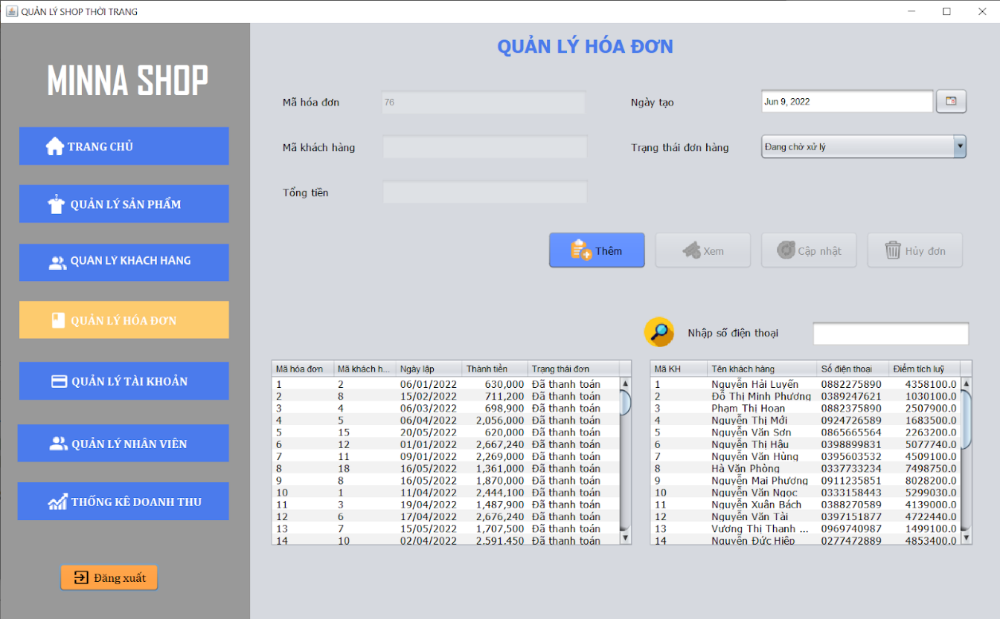 QUẢN LÝ SHOP THỜI TRANG
MINNA SHOP
TRANG CHỦ
QUẢN LÝ SẢN PHẨM
QUẢN LÝ KHÁCH HÀNG
QUẢN LÝ HÓA ĐƠN
QUẢN LÝ TÀI KHOẢN
QUẢN LÝ NHÂN VIÊN
THỐNG KÊ DOANH THU
Đăng xuất
QUẢN LÝ HÓA ĐƠN
Mã hóa đơn 76 Ngày tạo Jun 9, 2022
Mã khách hàng Trạng thái đơn hàng Đang chờ xử lý
Tổng tiền
Thêm Xem Cập nhật Hủy đơn
Nhập số điện thoại
Mã hóa đơn Mã khách h... Ngày lập Thành tiền Trạng thái đơn
1 2 06/01/2022 630,000 Đã thanh toán
2 8 15/02/2022 711,200 Đã thanh toán
3 4 06/03/2022 698,900 Đã thanh toán
4 5 06/04/2022 2,056,000 Đã thanh toán
5 15 20/05/2022 620,000 Đã thanh toán
6 12 01/01/2022 2,667,240 Đã thanh toán
7 11 09/01/2022 2,269,000 Đã thanh toán
8 18 16/05/2022 1,361,000 Đã thanh toán
9 8 16/05/2022 1,870,000 Đã thanh toán
10 1 11/04/2022 2,444,100 Đã thanh toán
11 3 19/04/2022 1,487,900 Đã thanh toán
12 6 17/04/2022 2,676,240 Đã thanh toán
13 7 15/05/2022 1,707,500 Đã thanh toán
14 10 02/04/2022 2.591.450 Đã thanh toán
Mã KH Tên khách hàng Số điện thoại Điểm tích luỹ
1 Nguyễn Hải Luyến 0882275890 4358100.0
2 Đỗ Thị Minh Phương 0389247621 1030100.0
3 Phạm Thị Hoan 0882375890 2507900.0
4 Nguyễn Thị Mới 0924726589 1683500.0
5 Nguyễn Văn Sơn 0865665564 2263200.0
6 Nguyễn Thị Hậu 0398899831 5077740.0
7 Nguyễn Văn Hùng 0395603532 4509100.0
8 Hà Văn Phòng 0337733234 7498750.0
9 Nguyễn Mai Phương 0911235851 8028200.0
10 Nguyễn Văn Ngọc 0333158443 5299030.0
11 Nguyễn Xuân Bách 0388270589 4139000.0
12 Nguyễn Văn Tài 0397151877 4722440.0
13 Vương Thị Thanh ... 0969740987 1499100.0
14 Nguyễn Đức Hiệp 0277472889 4853400.0